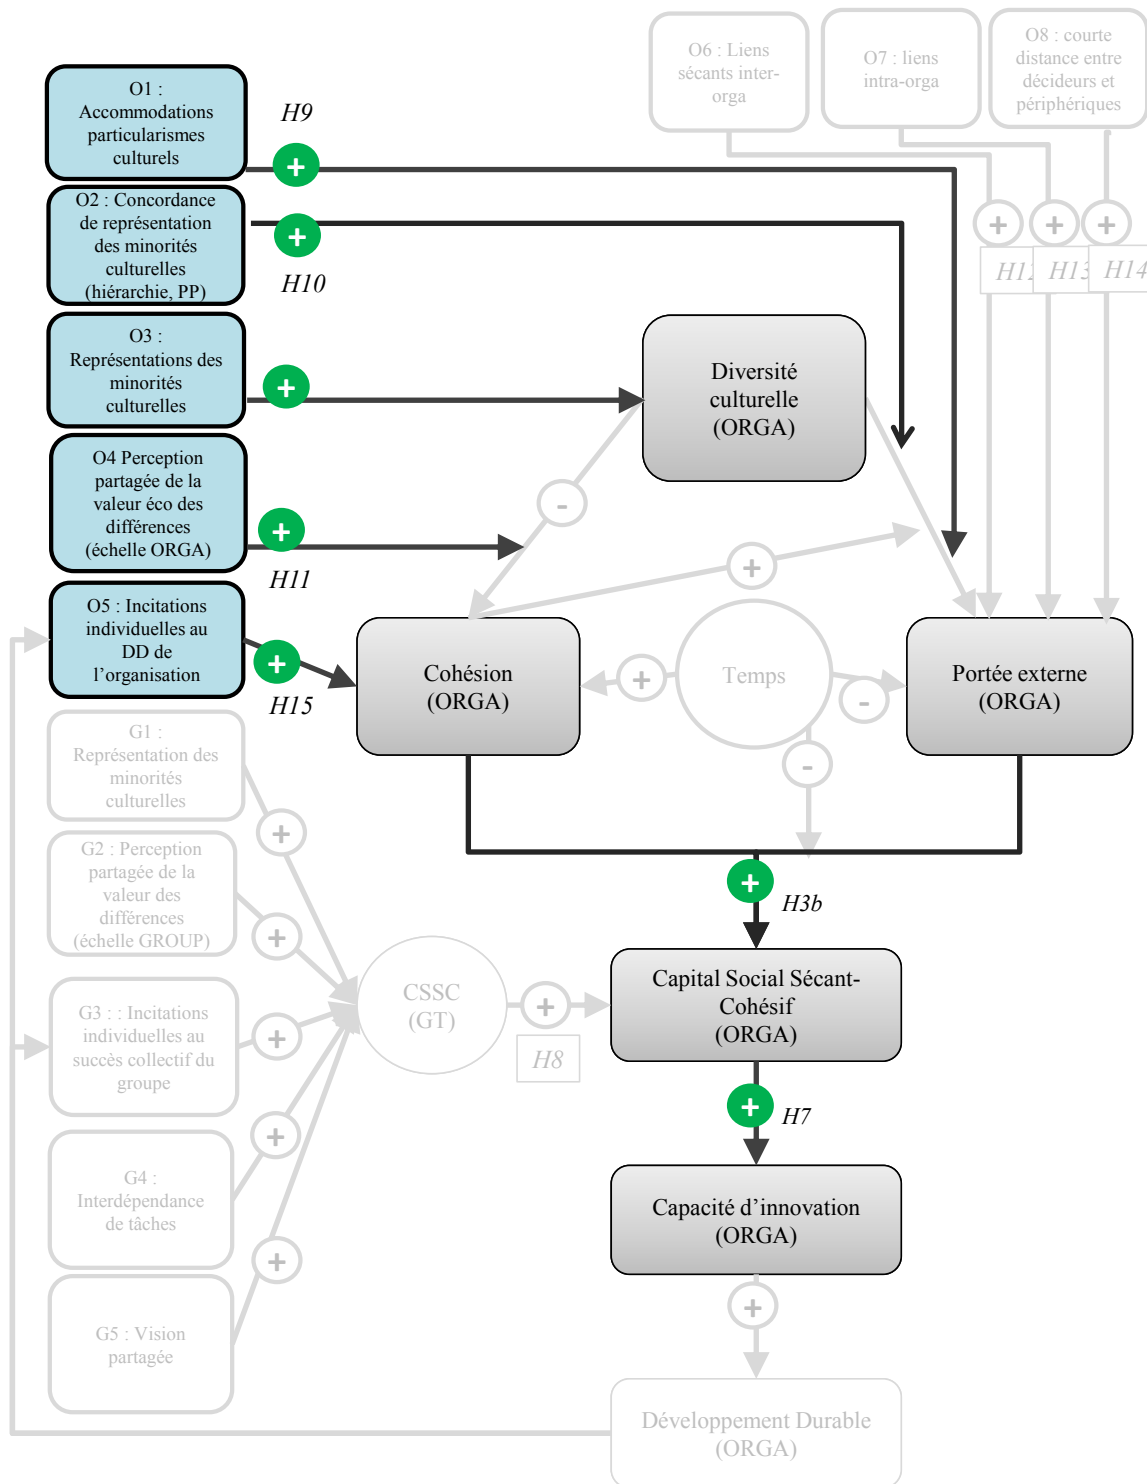 O6 : Liens
sécants inter-
orga
O7 : liens
intra-orga
O8 : courte
distance entre
décideurs et
périphériques
O1 :
Accommodations
particularismes
culturels
H9
+
O2 : Concordance
de représentation
des minorités
culturelles
(hiérarchie, PP)
+
H10
+
+
+
H12
H13
H14
O3 :
Représentations des
minorités
culturelles
+
Diversité
culturelle
(ORGA)
O4 Perception
partagée de la
valeur éco des
différences
(échelle ORGA)
+
H11
-
+
O5 : Incitations
individuelles au
DD de
l’organisation
+
H15
Cohésion
(ORGA)
+
Temps
-
-
Portée externe
(ORGA)
G1 :
Représentation des
minorités
culturelles
+
G2 : Perception
partagée de la
valeur des
différences
(échelle GROUP)
+
+
H3b
G3 : : Incitations
individuelles au
succès collectif du
groupe
+
CSSC
(GT)
+
H8
Capital Social Sécant-
Cohésif
(ORGA)
+
H7
G4 :
Interdépendance
de tâches
+
Capacité d’innovation
(ORGA)
G5 : Vision
partagée
+
+
Développement Durable
(ORGA)